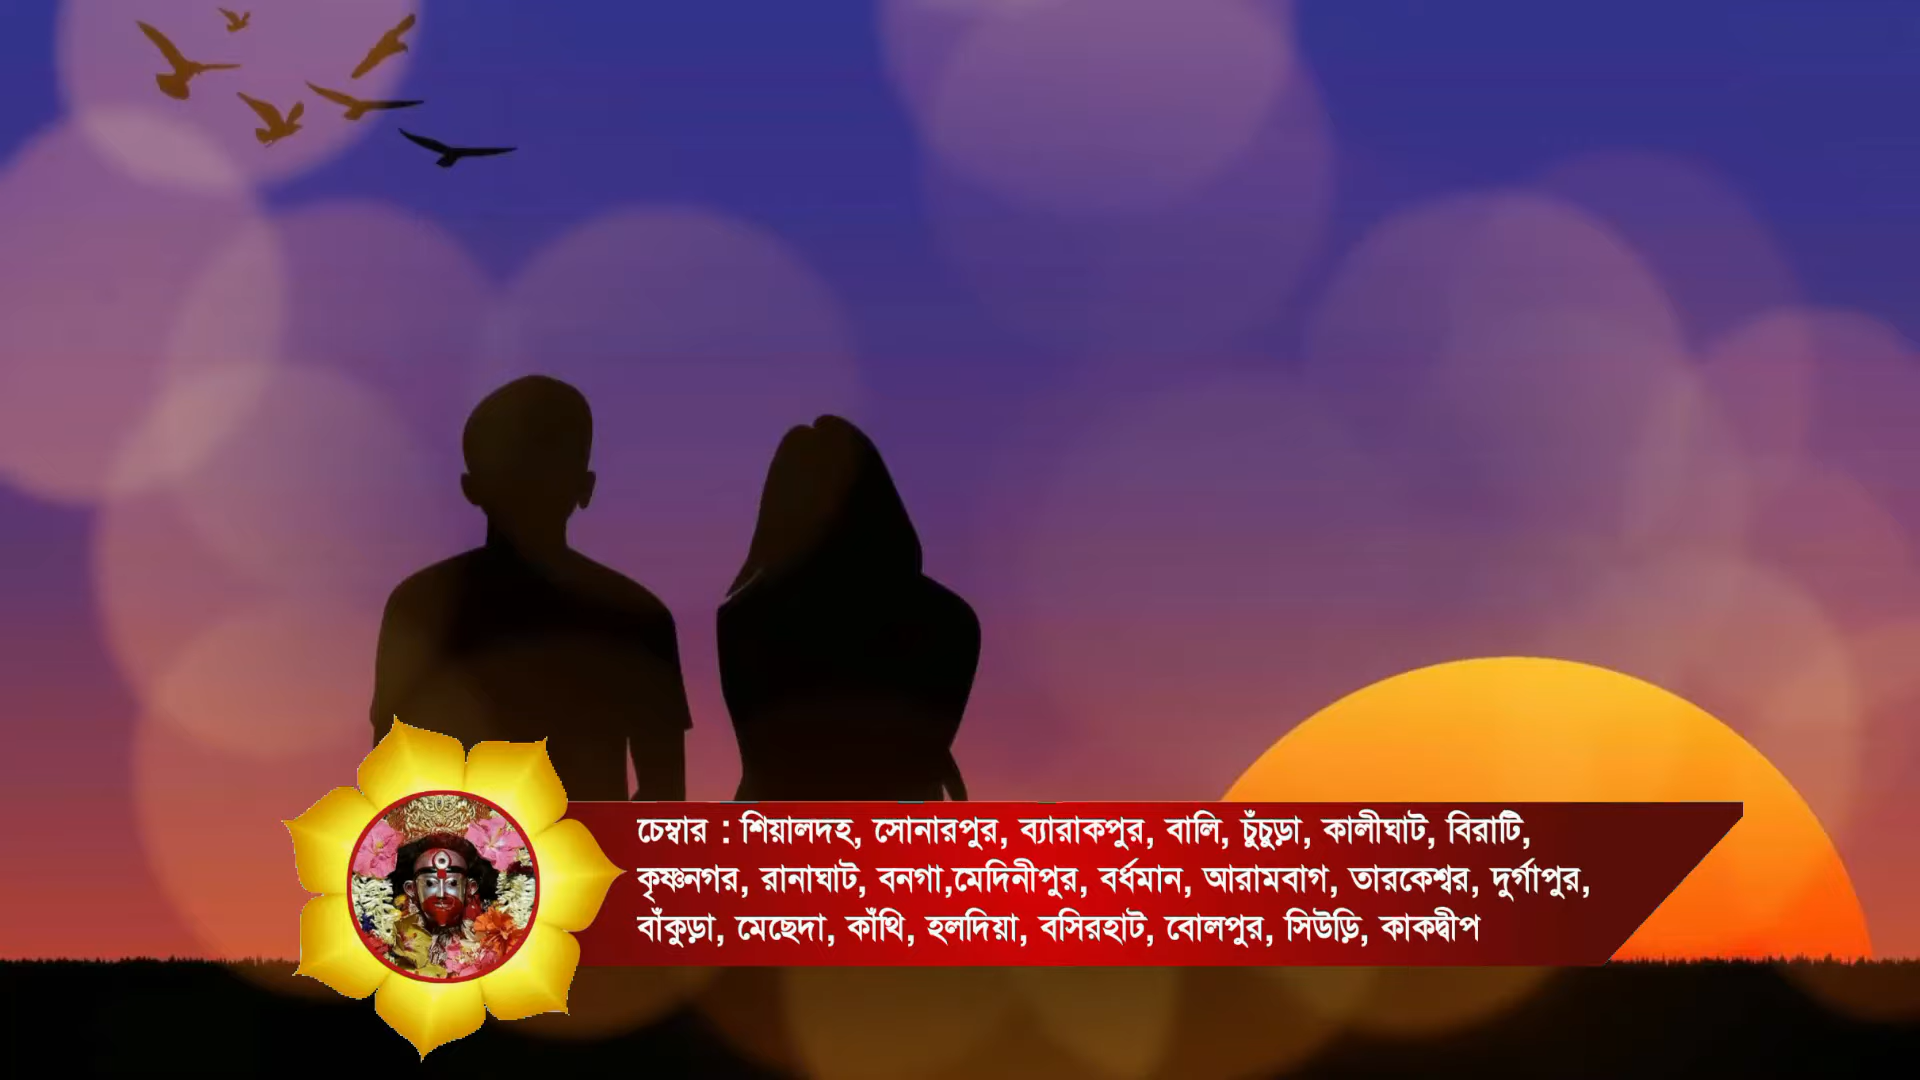 চেম্বার : শিয়ালদহ, সোনারপুর, ব্যারাকপুর, বালি, চুঁচুড়া, কালীঘাট, বিরাটি,
কৃষ্ণনগর, রানাঘাট, বনগা,মেদিনীপুর, বর্ধমান, আরামবাগ, তারকেশ্বর, দুর্গাপুর,
বাঁকুড়া, মেছেদা, কাঁথি, হলদিয়া, বসিরহাট, বোলপুর, সিউড়ি, কাকদ্বীপ